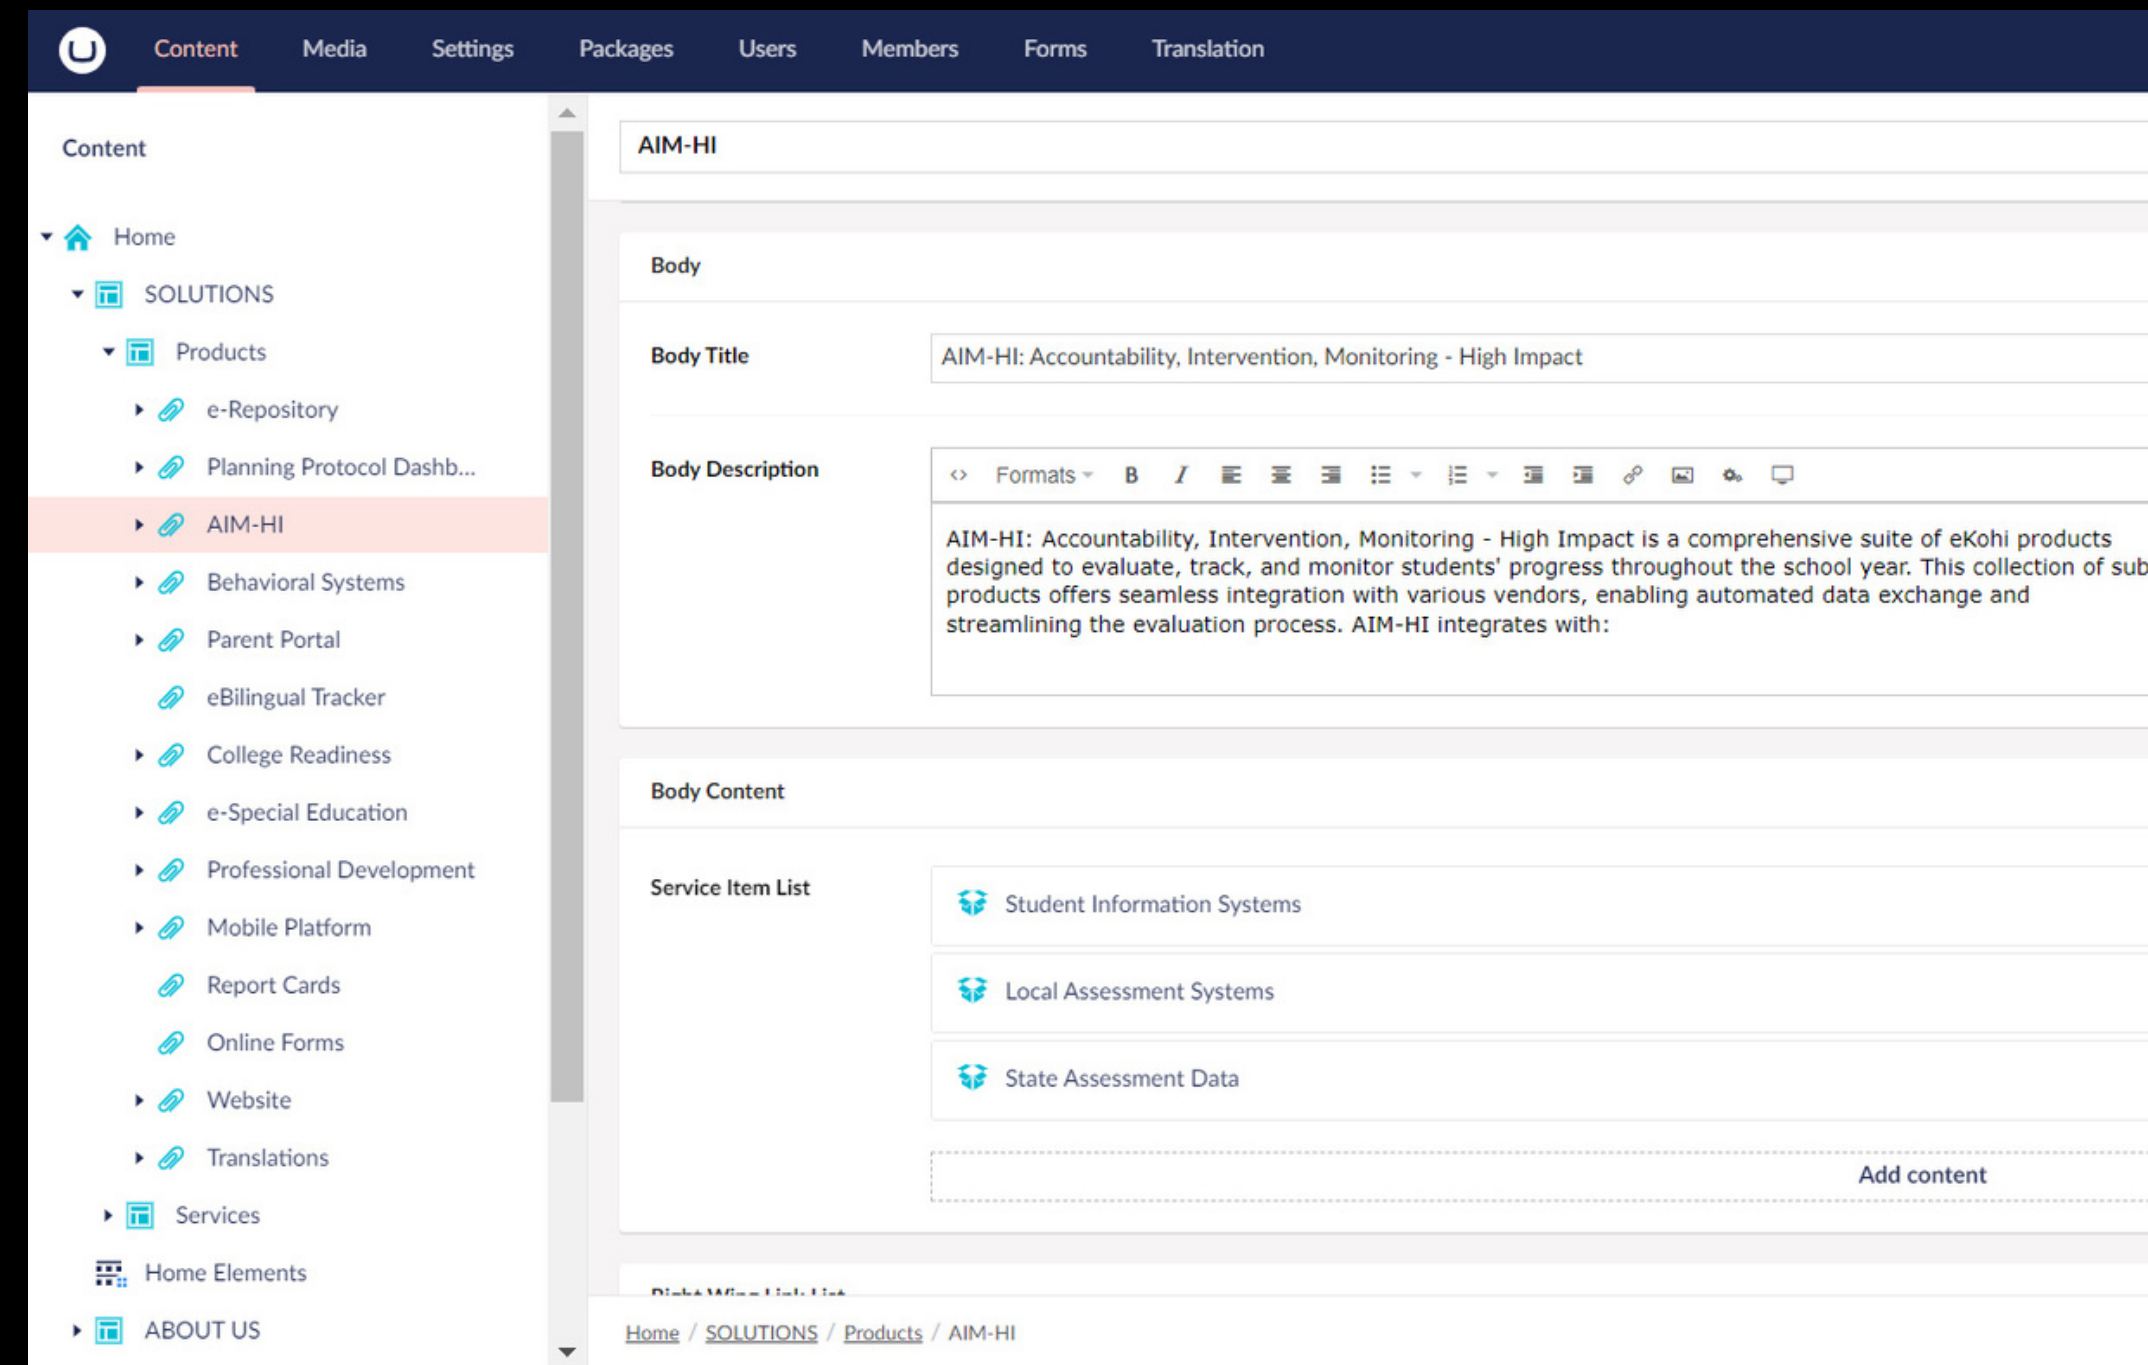 Content Media Settings Packages Users Members Forms Translation
Content
Home
SOLUTIONS
Products
e-Repository
Planning Protocol Dashb...
AIM-HI
Behavioral Systems
Parent Portal
eBilingual Tracker
College Readiness
e-Special Education
Professional Development
Mobile Platform
Report Cards
Online Forms
Website
Translations
Services
Home Elements
ABOUT US
AIM-HI
Body
Body Title
AIM-HI: Accountability, Intervention, Monitoring - High Impact
Body Description
<> Formats B I
AIM-HI: Accountability, Intervention, Monitoring - High Impact is a comprehensive suite of eKohi products
designed to evaluate, track, and monitor students' progress throughout the school year. This collection of sub
products offers seamless integration with various vendors, enabling automated data exchange and
streamlining the evaluation process. AIM-HI integrates with:
Body Content
Service Item List
Student Information Systems
Local Assessment Systems
State Assessment Data
Add content
Right Wing Link List
Home / SOLUTIONS / Products / AIM-HI